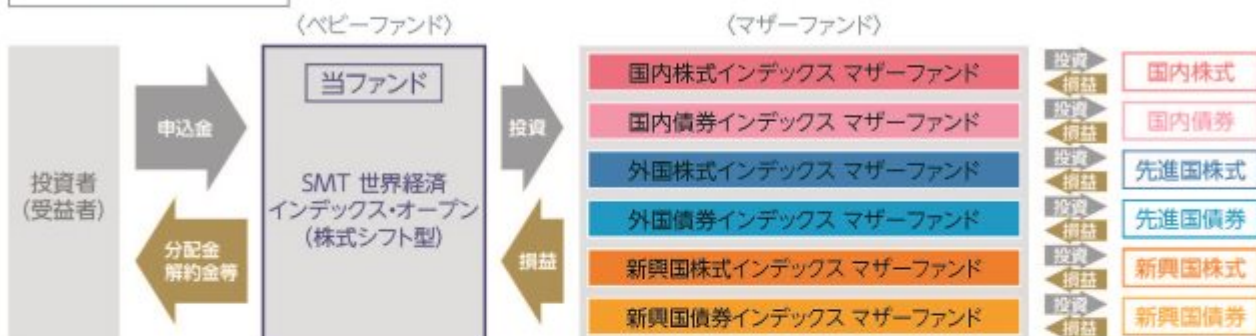 〈ベビーファンド〉
〈マザーファンド〉
投資者
(受益者)
申込金
分配金
解約金等
当ファンド
SMT 世界経済
インデックス・オープン
(株式シフト型)
投資
損益
国内株式インデックス マザーファンド
投資
損益
国内株式
国内債券インデックス マザーファンド
投資
損益
国内債券
外国株式インデックス マザーファンド
投資
損益
先進国株式
外国債券インデックス マザーファンド
投資
損益
先進国債券
新興国株式インデックス マザーファンド
投資
損益
新興国株式
新興国債券インデックス マザーファンド
投資
損益
新興国債券